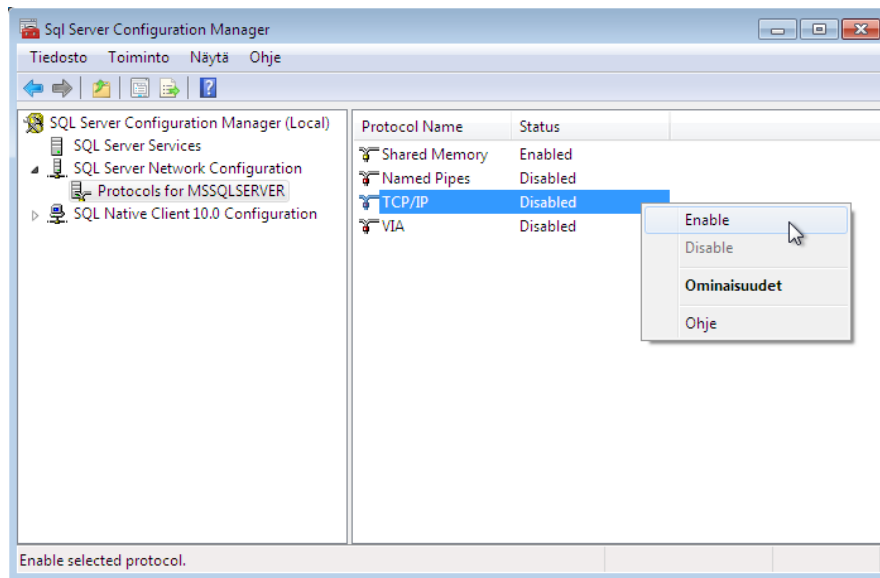 Sql Server Configuration Manager
Tiedosto Toiminto Näytä Ohje
SQL Server Configuration Manager (Local)
SQL Server Services
SQL Server Network Configuration
Protocols for MSSQLSERVER
SQL Native Client 10.0 Configuration
Protocol Name Status
Shared Memory Enabled
Named Pipes Disabled
TCP/IP Disabled
VIA Disabled
Enable
Disable
Ominaisuudet
Ohje
Enable selected protocol.